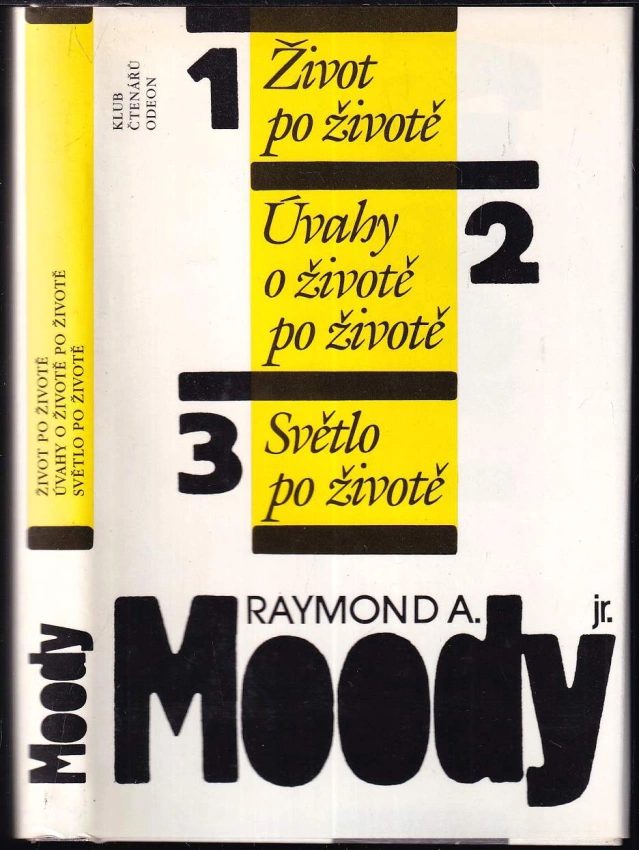 KLUB
ČTENÁŘŮ
ODEON
ŽIVOT PO ŽIVOTĚ
ÚVAHY O ŽIVOTĚ PO ŽIVOTĚ
SVĚTLO PO ŽIVOTĚ
Moody
1
Život
po životě
2
Úvahy
o životě
po životě
3
Světlo
po životě
RAYMOND A.
jr.
Moody